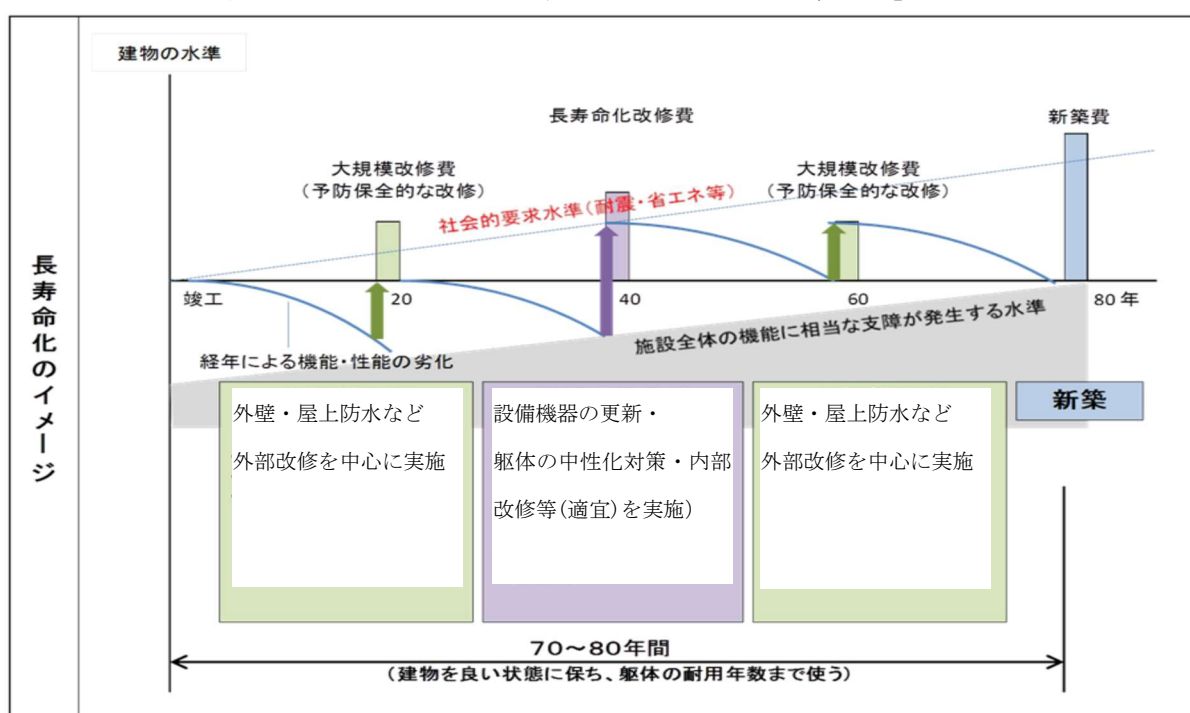 長寿命化のイメージ
建物の水準
長寿命化改修費
新築費
大規模改修費
(予防保全的な改修)
大規模改修費
(予防保全的な改修)
社会的要求水準(耐震・省エネ等)
竣工
20
40
60
80年
経年による機能・性能の劣化
施設全体の機能に相当な支障が発生する水準
外壁・屋上防水など
外部改修を中心に実施
設備機器の更新・
躯体の中性化対策・内部
改修等(適宜)を実施)
外壁・屋上防水など
外部改修を中心に実施
新築
70～80年間
(建物を良い状態に保ち、躯体の耐用年数まで使う)